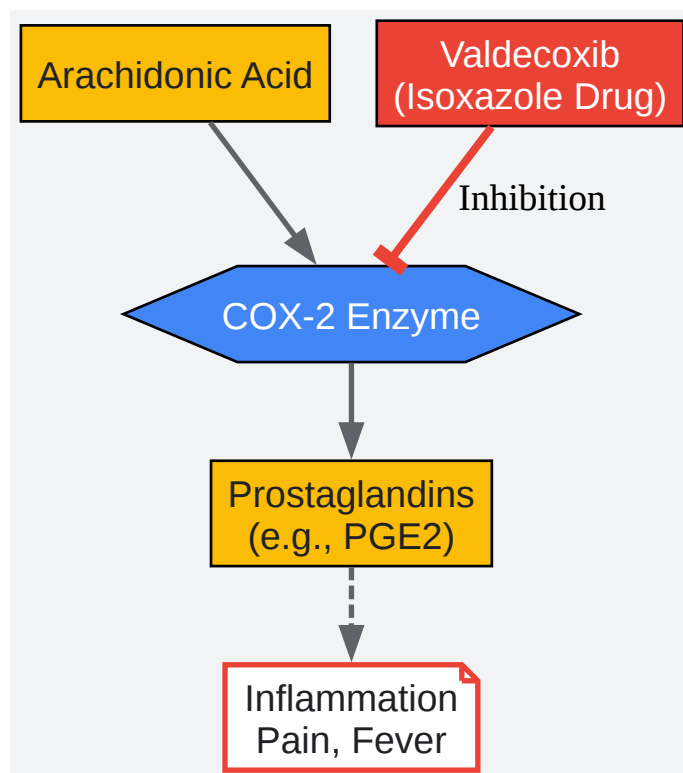 Arachidonic Acid
Valdecoxib
(Isoxazole Drug)
Inhibition
COX-2 Enzyme
Prostaglandins
(e.g., PGE2)
Inflammation
Pain, Fever